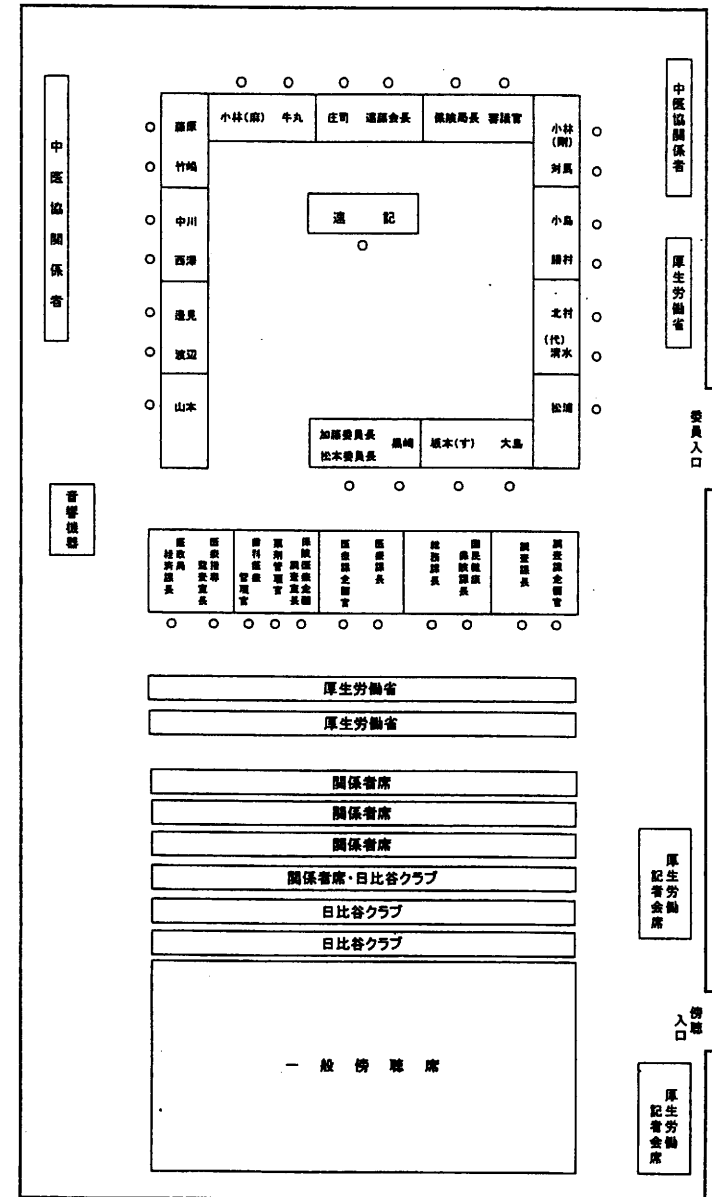 中医協関係者
中医協関係者
厚生労働省
小林(麻) 牛丸
庄司 遠藤会長
保険局長 審議官
藤原
竹嶋
中川
西澤
邉見
渡辺
山本
小林
(剛)
対馬
小島
勝村
北村
(代)
清水
松浦
速記
加藤委員長
松本委員長
黒崎
坂本(す) 大島
委員入口
音響機器
医政局
経済課長
医療指導
監査室長
歯科医療
管理官
薬剤管理官
保険医療企画
調査室長
医療課企画官
医療課長
総務課長
国民健康
保険課長
調査課長
調査課企画官
厚生労働省
厚生労働省
関係者席
関係者席
関係者席
関係者席・日比谷クラブ
日比谷クラブ
日比谷クラブ
厚生労働
記者会席
傍聴
入口
一般傍聴席
厚生労働
記者会席